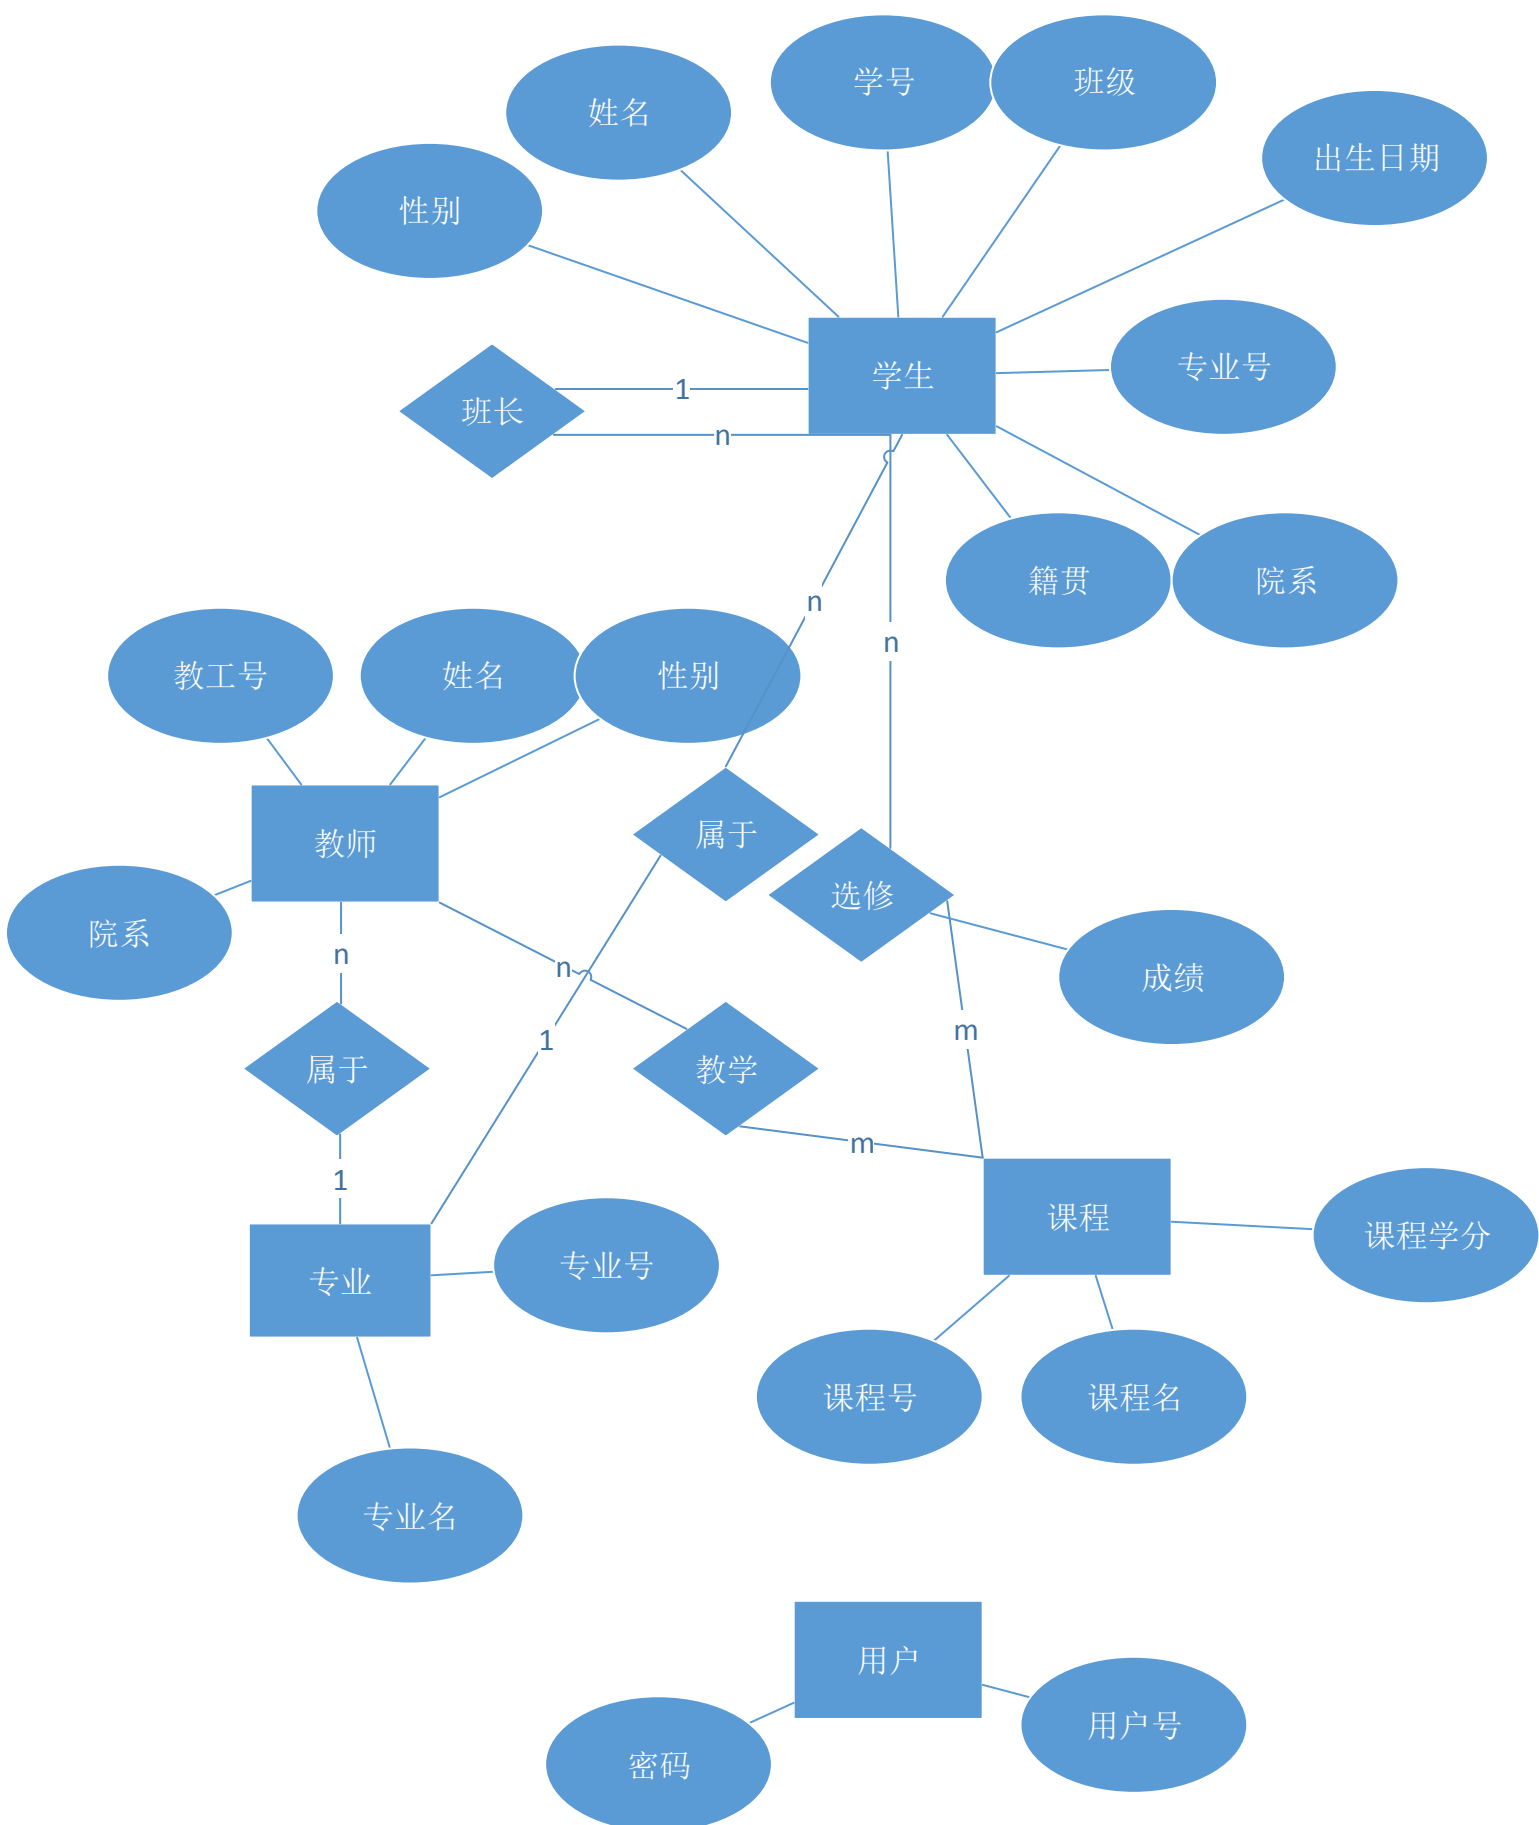 学号
班级
姓名
出生日期
性别
专业号
学生
1
班长
n
籍贯
院系
n
n
教工号
姓名
性别
属于
教师
选修
院系
n
n
成绩
m
1
属于
教学
m
1
课程
课程学分
专业号
专业
课程号
课程名
专业名
用户
用户号
密码